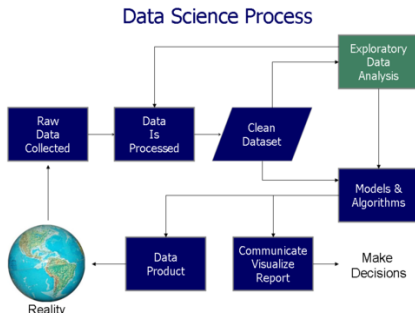 Data Science Process
Exploratory
Data
Analysis
Raw
Data
Collected
Data
Is
Processed
Clean
Dataset
Models &
Algorithms
Data
Product
Communicate
Visualize
Report
Make
Decisions
Reality